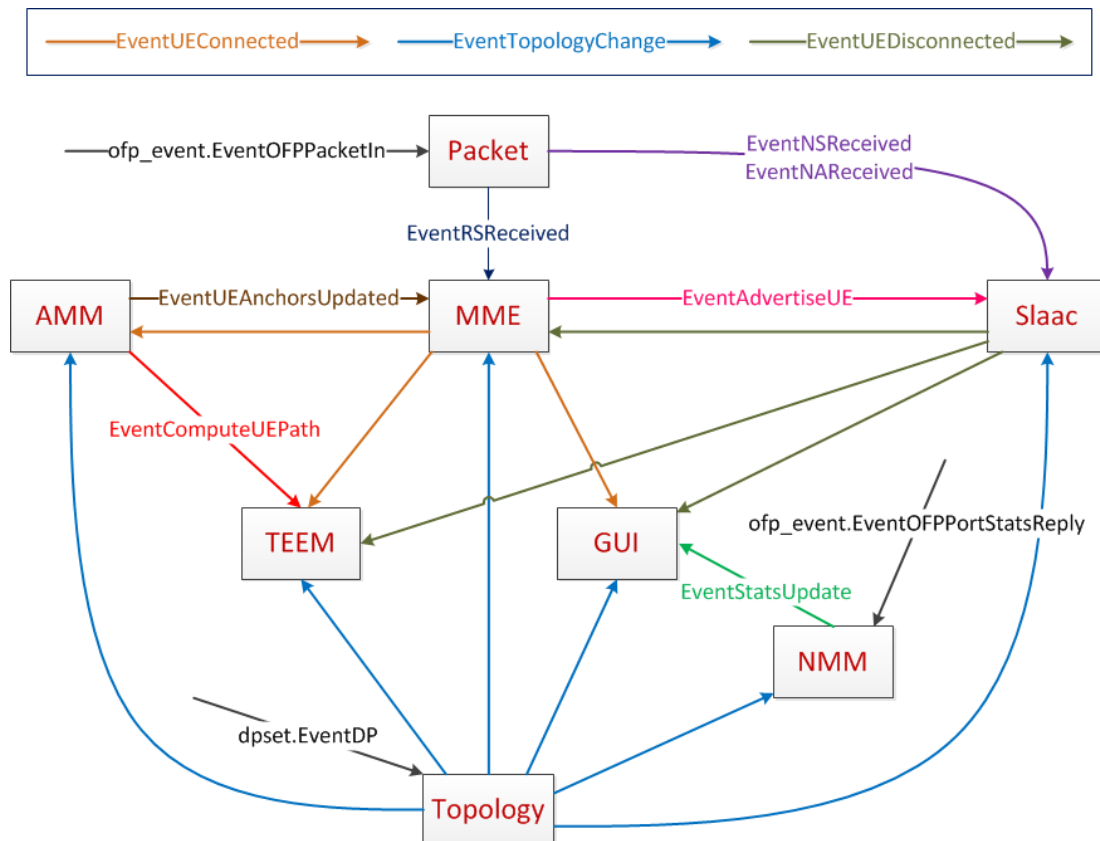 EventUEConnected
EventTopologyChange
EventUEDisconnected
ofp_event.EventOFPPacketIn
Packet
EventNSReceived
EventNAReceived
EventRSReceived
AMM
EventUEAnchorsUpdated
MME
EventAdvertiseUE
Slaac
EventComputeUEPath
TEEM
GUI
ofp_event.EventOFPPortStatsReply
EventStatsUpdate
NMM
dpset.EventDP
Topology